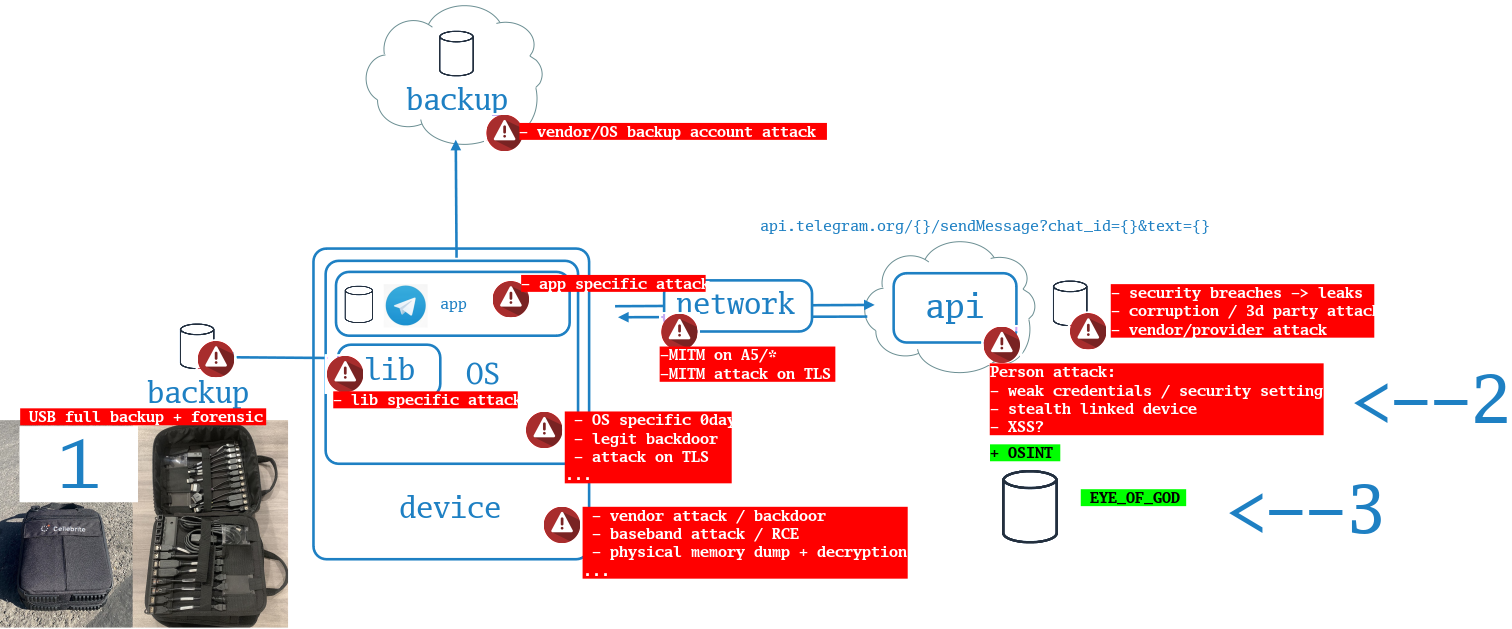 backup
- vendor/OS backup account attack
api.telegram.org/{}/sendMessage?chat_id={}&text={}
app
- app specific attack
network
-MITM on A5/*
-MITM attack on TLS
api
- security breaches -> leaks
- corruption / 3d party attack
- vendor/provider attack
Person attack:
- weak credentials / security setting
- stealth linked device
- XSS?
<--2
+ OSINT
EYE_OF_GOD
<--3
lib
- lib specific attack
OS
- OS specific 0day
- legit backdoor
- attack on TLS
...
device
- vendor attack / backdoor
- baseband attack / RCE
- physical memory dump + decryption
...
backup
USB full backup + forensic
1
Cellebrite